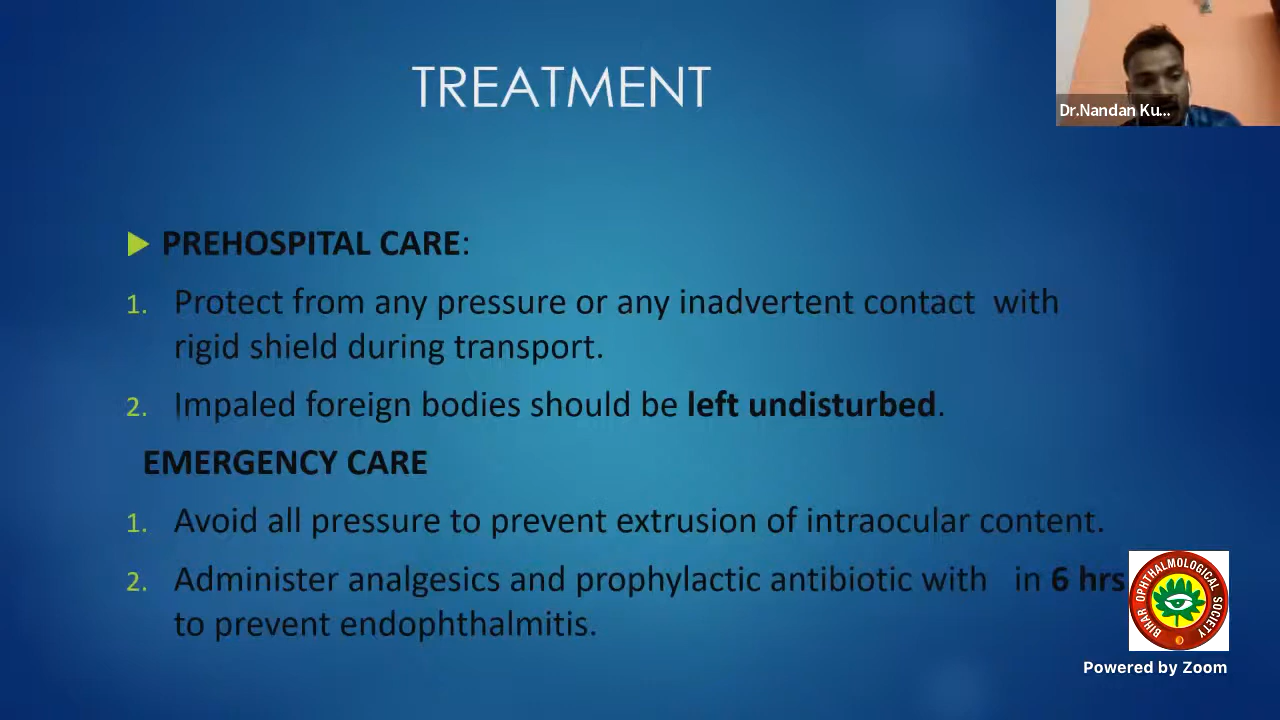 TREATMENT
Dr.Nandan Ku...
PREHOSPITAL CARE:
1. Protect from any pressure or any inadvertent contact with
rigid shield during transport.
2. Impaled foreign bodies should be left undisturbed.
EMERGENCY CARE
1. Avoid all pressure to prevent extrusion of intraocular content.
2. Administer analgesics and prophylactic antibiotic with in 6 hrs
to prevent endophthalmitis.
BIHAR OPHTHALMOLOGICAL SOCIETY
Powered by Zoom